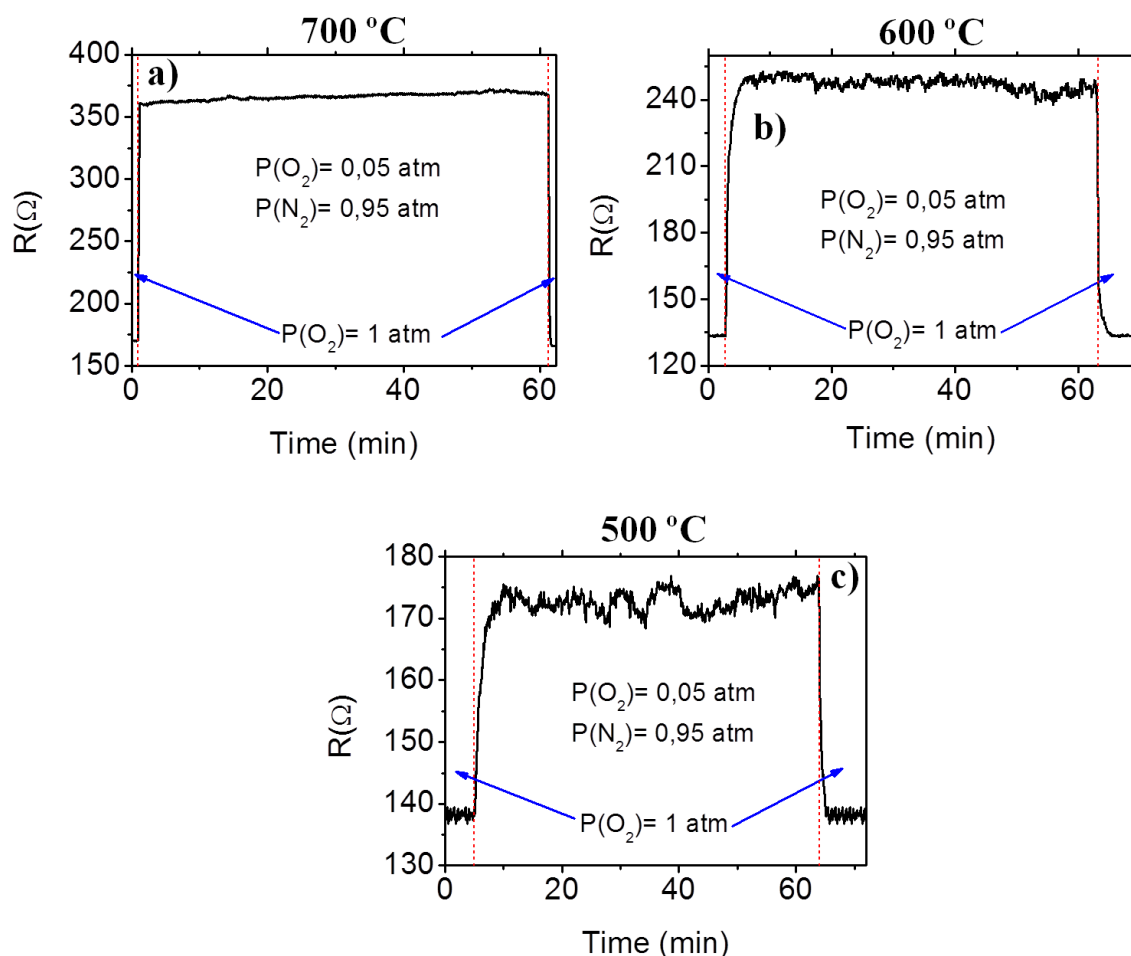 700 ºC
a)
400
350
300
250
200
150
R(Ω)
P(O2)= 0,05 atm
P(N2)= 0,95 atm
P(O2)= 1 atm
0 20 40 60
Time (min)
600 ºC
b)
240
210
180
150
120
R(Ω)
P(O2)= 0,05 atm
P(N2)= 0,95 atm
P(O2)= 1 atm
0 20 40 60
Time (min)
500 ºC
c)
180
170
160
150
140
130
R(Ω)
P(O2)= 0,05 atm
P(N2)= 0,95 atm
P(O2)= 1 atm
0 20 40 60
Time (min)